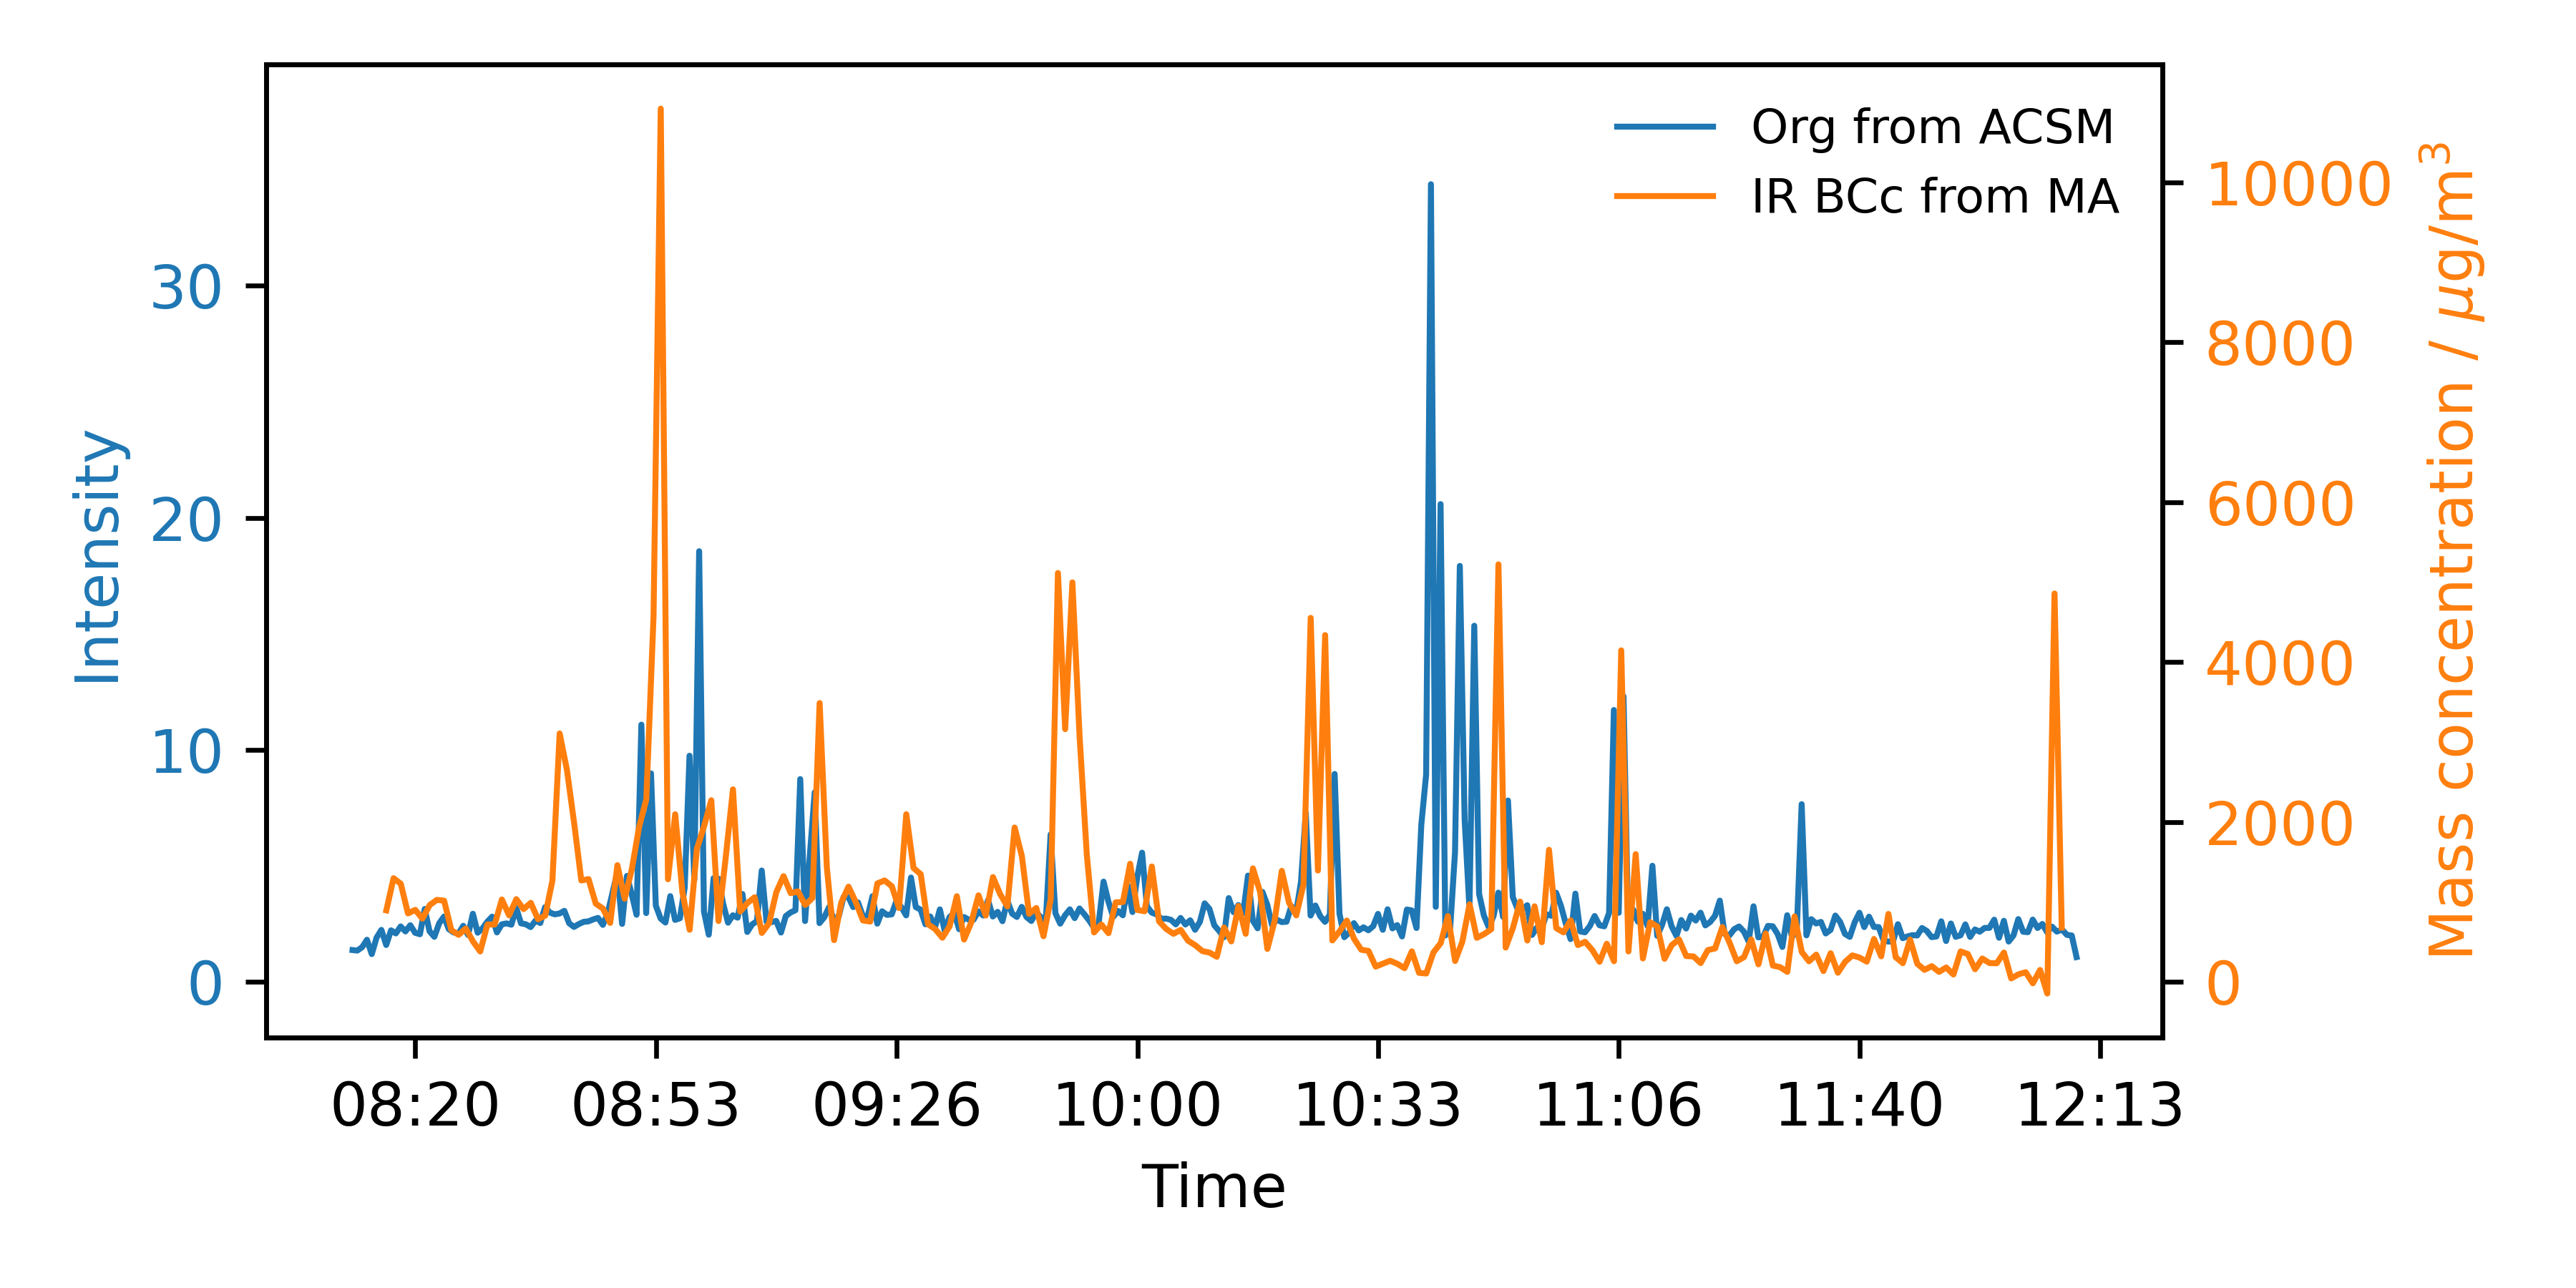 Org from ACSM
IR BCc from MA
Intensity
30
20
10
0
10000
8000
6000
4000
2000
0
Mass concentration / μg/m³
08:20 08:53 09:26 10:00 10:33 11:06 11:40 12:13
Time